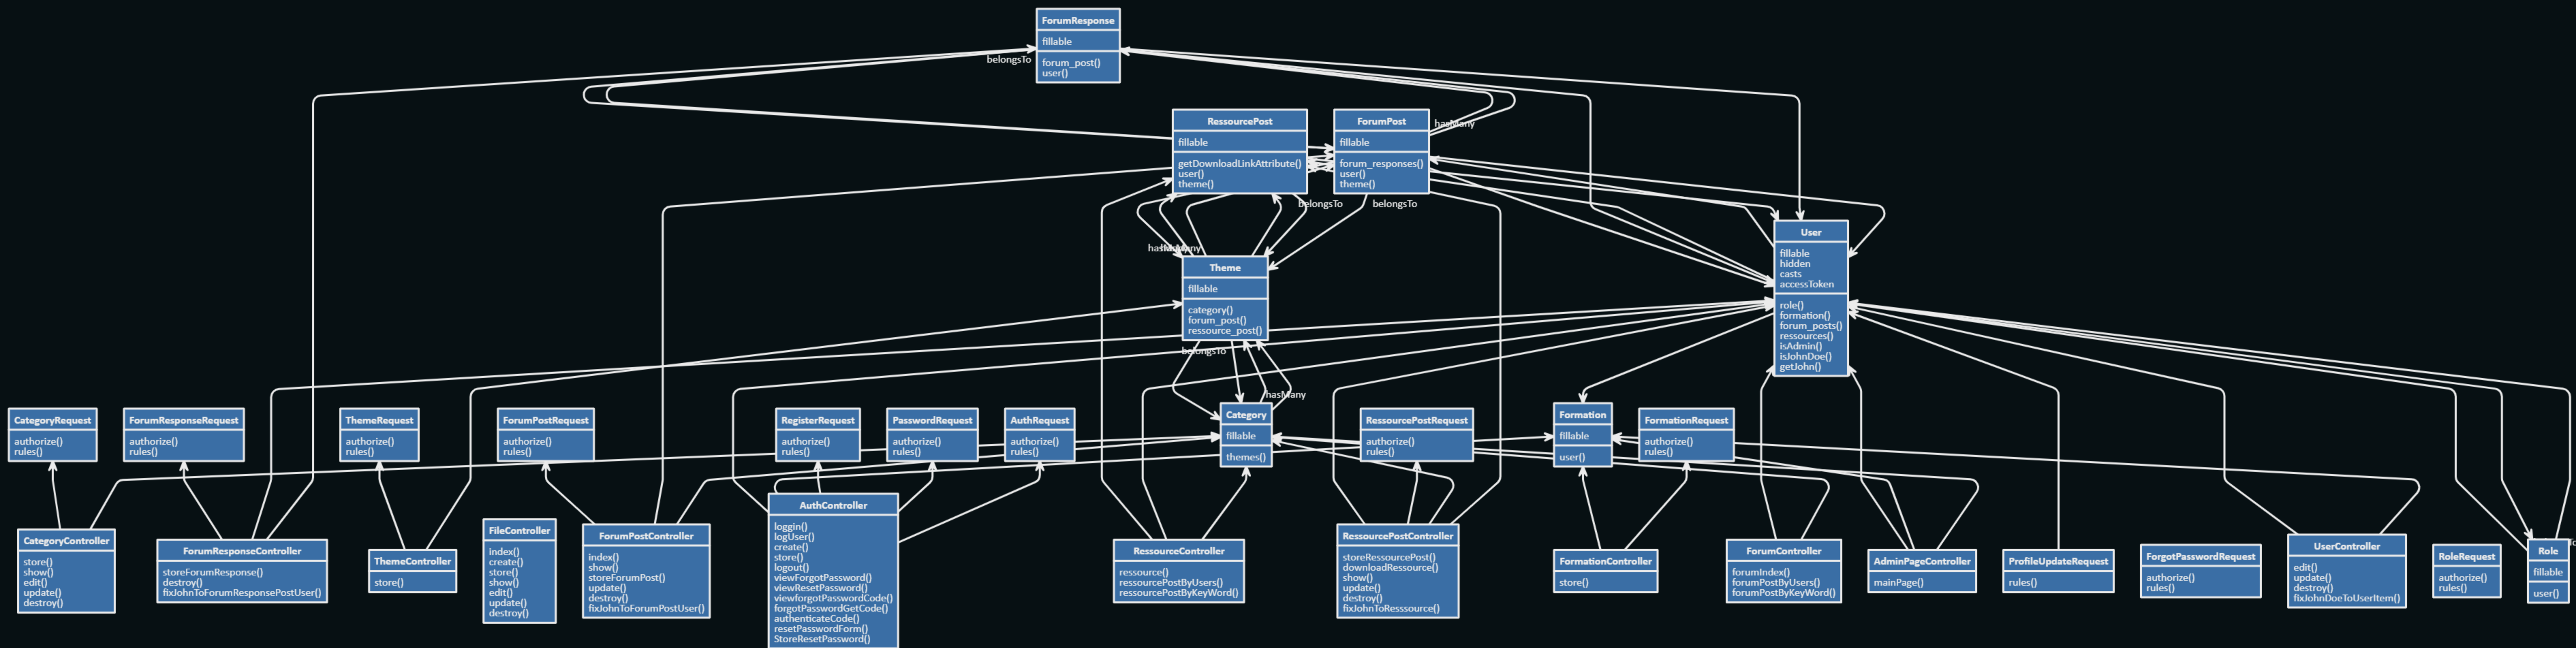 ForumResponse
fillable
forum_post()
user()
belongsTo
RessourcePost
fillable
getDownloadLinkAttribute()
user()
theme()
ForumPost
fillable
forum_responses()
user()
theme()
hasMany
belongsTo
belongsTo
hasMany
Theme
fillable
category()
forum_post()
ressource_post()
belongsTo
User
fillable
hidden
casts
accessToken
role()
formation()
forum_posts()
ressources()
isAdmin()
isJohnDoe()
getJohn()
hasMany
CategoryRequest
authorize()
rules()
ForumResponseRequest
authorize()
rules()
ThemeRequest
authorize()
rules()
ForumPostRequest
authorize()
rules()
RegisterRequest
authorize()
rules()
PasswordRequest
authorize()
rules()
AuthRequest
authorize()
rules()
Category
fillable
themes()
RessourcePostRequest
authorize()
rules()
Formation
fillable
user()
FormationRequest
authorize()
rules()
CategoryController
store()
show()
edit()
update()
destroy()
ForumResponseController
storeForumResponse()
destroy()
fixJohnToForumResponsePostUser()
ThemeController
store()
FileController
index()
create()
store()
show()
edit()
update()
destroy()
ForumPostController
index()
show()
storeForumPost()
update()
destroy()
fixJohnToForumPostUser()
AuthController
loggin()
logUser()
create()
store()
logout()
viewForgotPassword()
viewResetPassword()
viewforgotPasswordCode()
forgotPasswordGetCode()
authenticateCode()
resetPasswordForm()
StoreResetPassword()
RessourceController
ressource()
ressourcePostByUsers()
ressourcePostByKeyWord()
RessourcePostController
storeRessourcePost()
downloadRessource()
show()
update()
destroy()
fixJohnToResssource()
FormationController
store()
ForumController
forumIndex()
forumPostByUsers()
forumPostByKeyWord()
AdminPageController
mainPage()
ProfileUpdateRequest
rules()
ForgotPasswordRequest
authorize()
rules()
UserController
edit()
update()
destroy()
fixJohnDoeToUserItem()
RoleRequest
authorize()
rules()
Role
fillable
user()